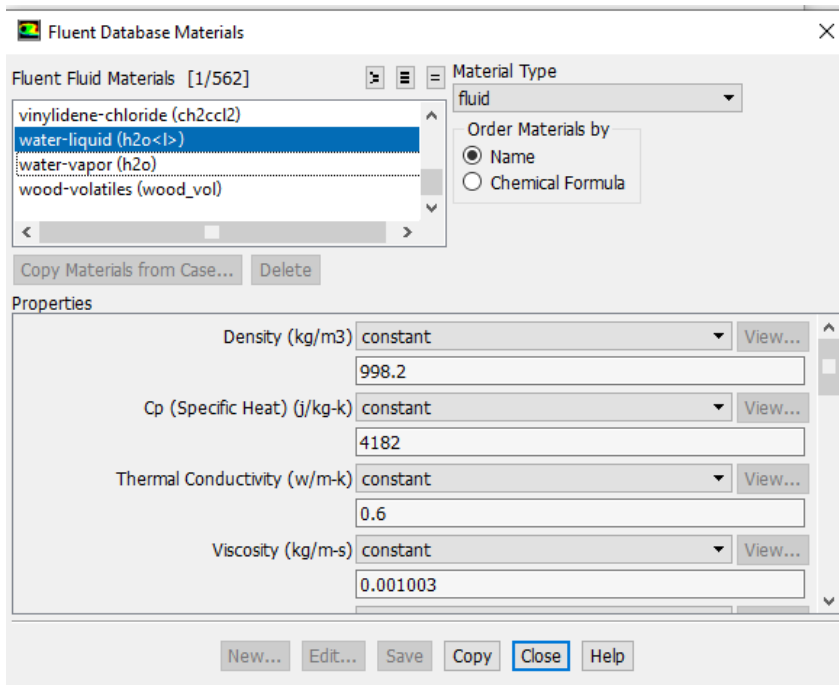 Fluent Database Materials
Fluent Fluid Materials [1/562]
vinylidene-chloride (ch2ccl2)
water-liquid (h2o<l>)
water-vapor (h2o)
wood-volatiles (wood_vol)
Material Type
fluid
Order Materials by
Name
Chemical Formula
Copy Materials from Case... Delete
Properties
Density (kg/m3) constant View...
998.2
Cp (Specific Heat) (j/kg-k) constant View...
4182
Thermal Conductivity (w/m-k) constant View...
0.6
Viscosity (kg/m-s) constant View...
0.001003
New... Edit... Save Copy Close Help